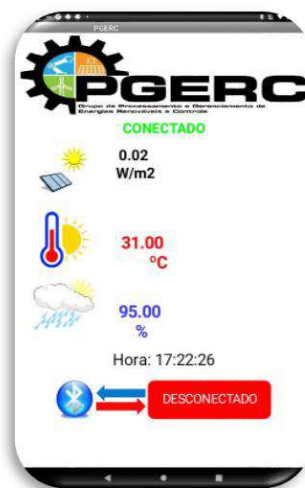 PGERC
PGERC
Grupo de Processamento e Gerenciamento de
Energias Renováveis e Controle
CONECTADO
0.02
W/m2
31.00
ºC
95.00
%
Hora: 17:22:26
DESCONECTADO